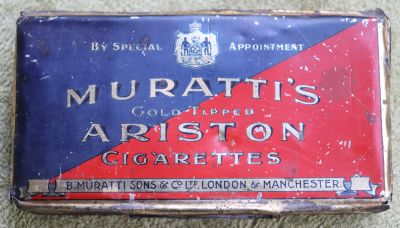 BY SPECIAL APPOINTMENT
MURATTI'S
GOLD TIPPED
ARISTON
CIGARETTES
B. MURATTI SONS & Co LTD, LONDON & MANCHESTER.